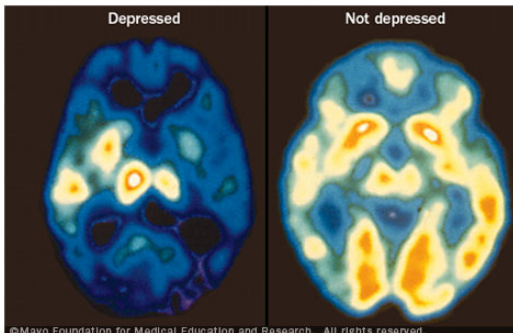 Depressed
Not depressed
©Mayo Foundation for Medical Education and Research. All rights reserved.